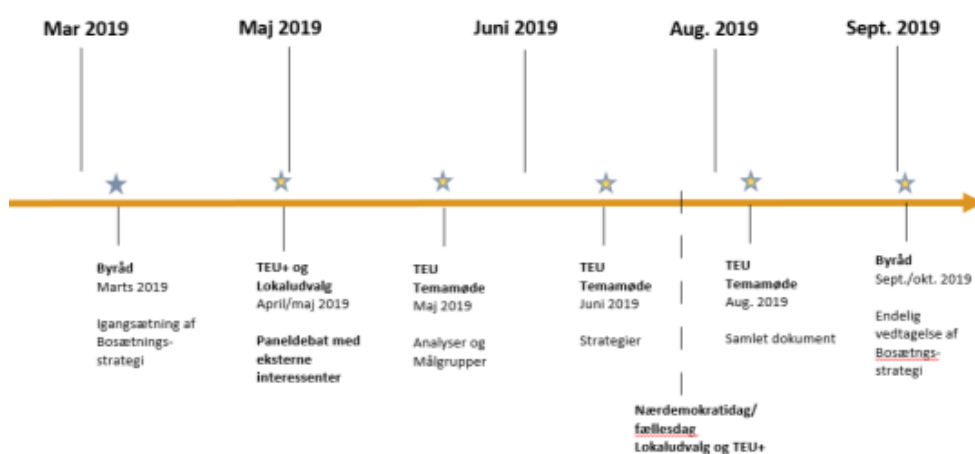 Mar 2019
Maj 2019
Juni 2019
Aug. 2019
Sept. 2019
Byråd
Marts 2019
Igangsætning af
Bosætnings-
strategi
TEU+ og
Lokaludvalg
April/maj 2019
Paneldebat med
eksterne
interessenter
TEU
Temamøde
Maj 2019
Analyser og
Målgrupper
TEU
Temamøde
Juni 2019
Strategier
Nærdemokratidag/
fællesdag
Lokaludvalg og TEU+
TEU
Temamøde
Aug. 2019
Samlet dokument
Byråd
Sept./okt. 2019
Endelig
vedtagelse af
Bosætngs-
strategi